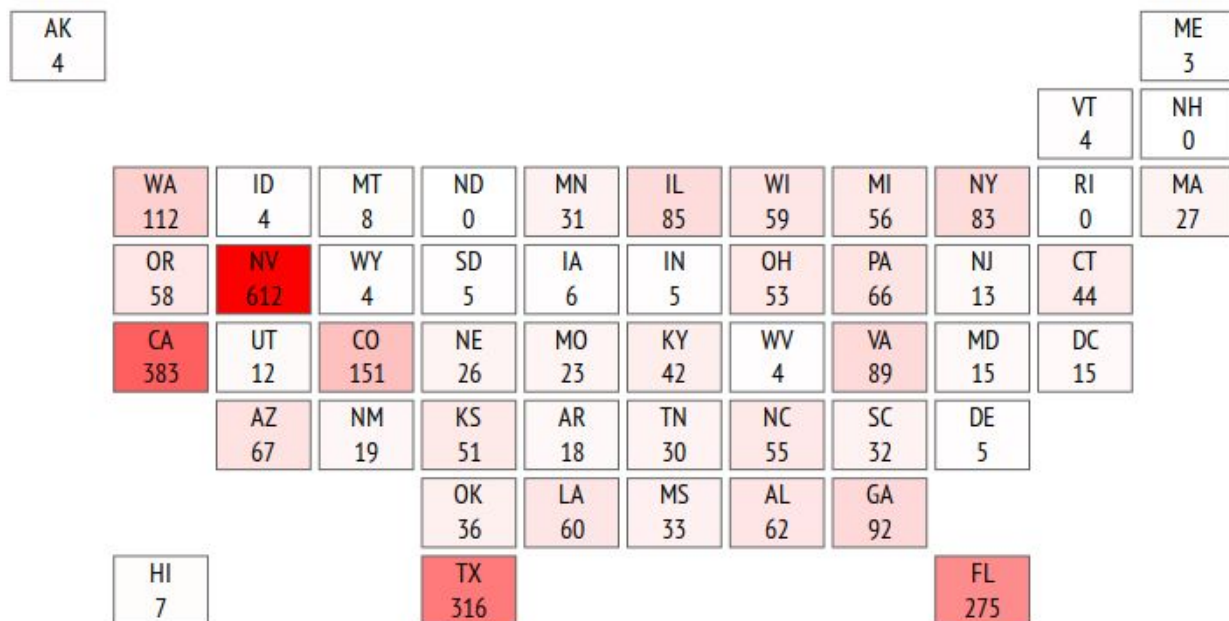 AK
4
ME
3
VT
4
NH
0
WA
112
ID
4
MT
8
ND
0
MN
31
IL
85
WI
59
MI
56
NY
83
RI
0
MA
27
OR
58
NV
612
WY
4
SD
5
IA
6
IN
5
OH
53
PA
66
NJ
13
CT
44
CA
383
UT
12
CO
151
NE
26
MO
23
KY
42
WV
4
VA
89
MD
15
DC
15
AZ
67
NM
19
KS
51
AR
18
TN
30
NC
55
SC
32
DE
5
OK
36
LA
60
MS
33
AL
62
GA
92
HI
7
TX
316
FL
275